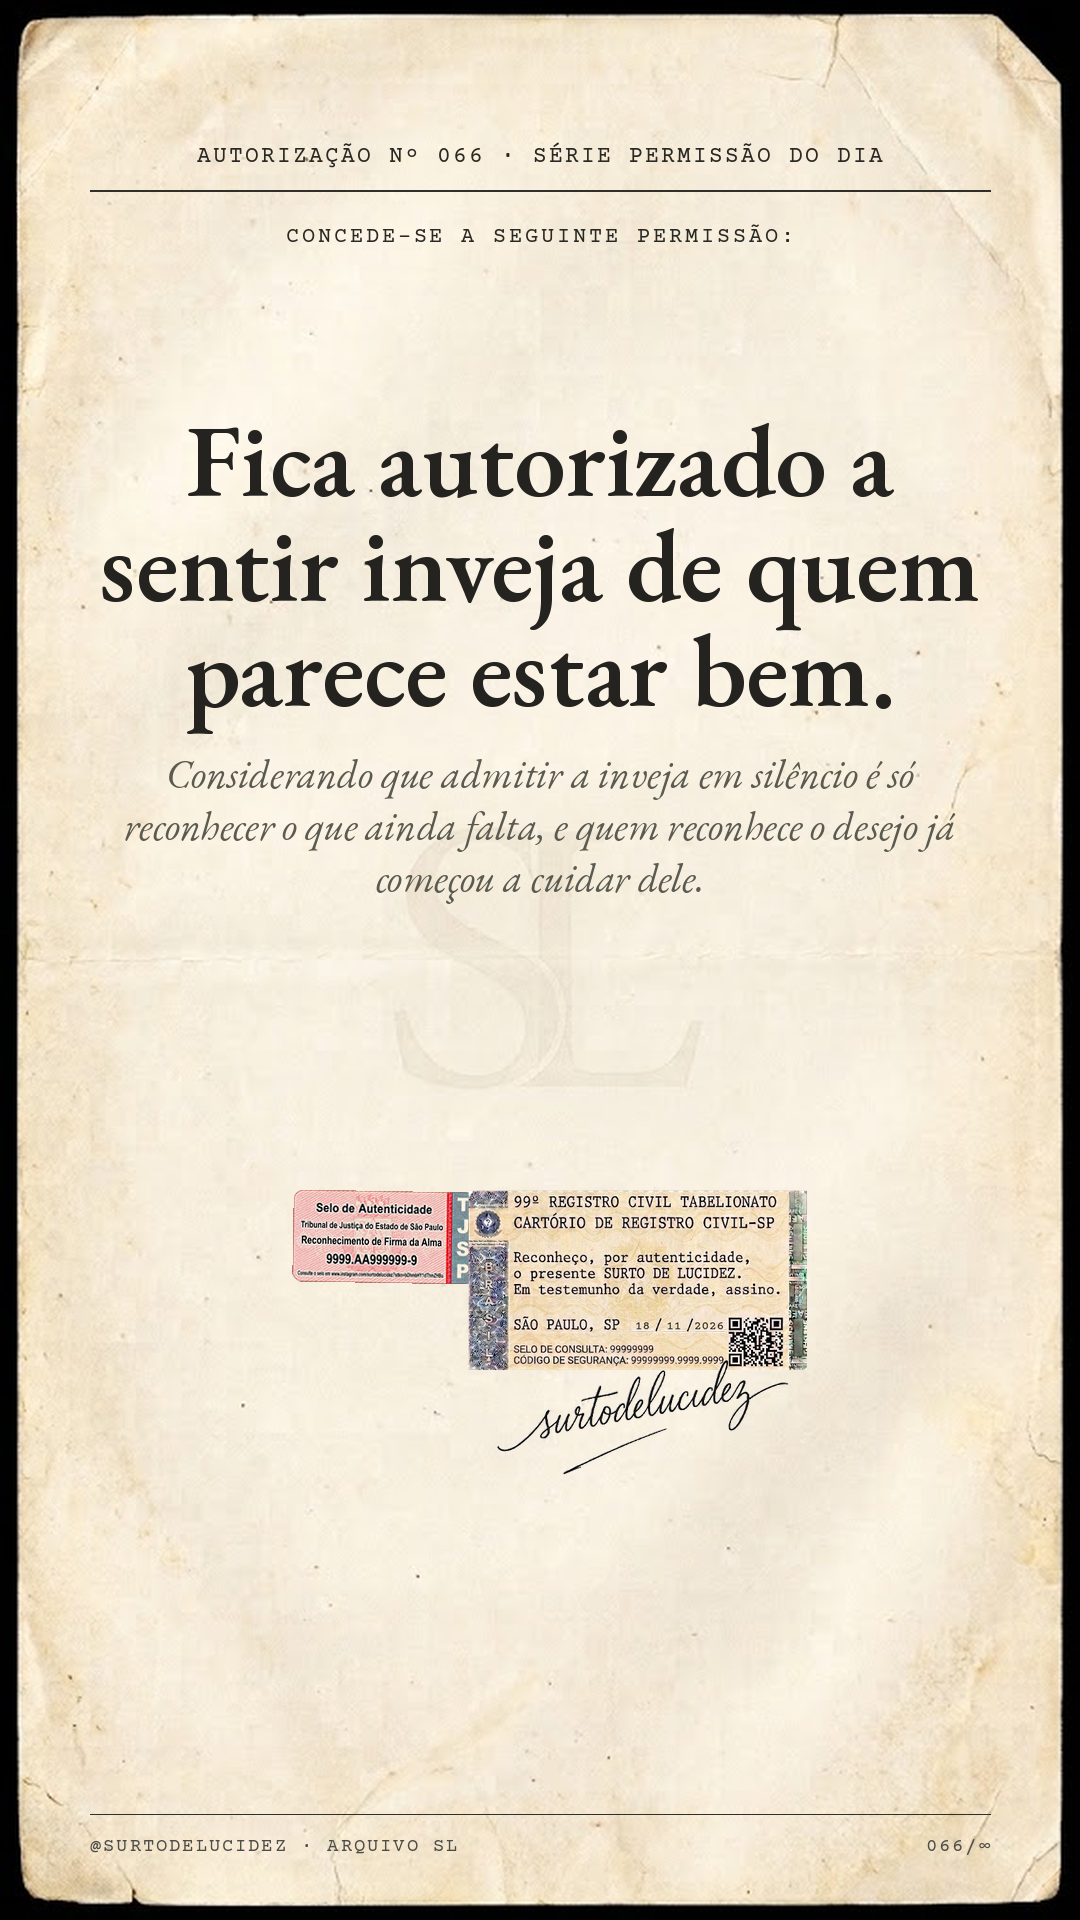 AUTORIZAÇÃO Nº 066 · SÉRIE PERMISSÃO DO DIA
CONCEDE-SE A SEGUINTE PERMISSÃO:
Fica autorizado a
sentir inveja de quem
parece estar bem.
Considerando que admitir a inveja em silêncio é só
reconhecer o que ainda falta, e quem reconhece o desejo já
começou a cuidar dele.
SL
Selo de Autenticidade
Tribunal de Justiça do Estado de São Paulo
Reconhecimento de Firma da Alma
9999.AA999999-9
TJSP
BRASIL
99º REGISTRO CIVIL TABELIONATO
CARTÓRIO DE REGISTRO CIVIL-SP
Reconheço, por autenticidade,
o presente SURTO DE LUCIDEZ.
Em testemunho da verdade, assino.
SÃO PAULO, SP 18 / 11 /2026
SELO DE CONSULTA: 99999999
CÓDIGO DE SEGURANÇA: 99999999.9999.9999
surtodelucidez
@SURTODELUCIDEZ · ARQUIVO SL
066/∞